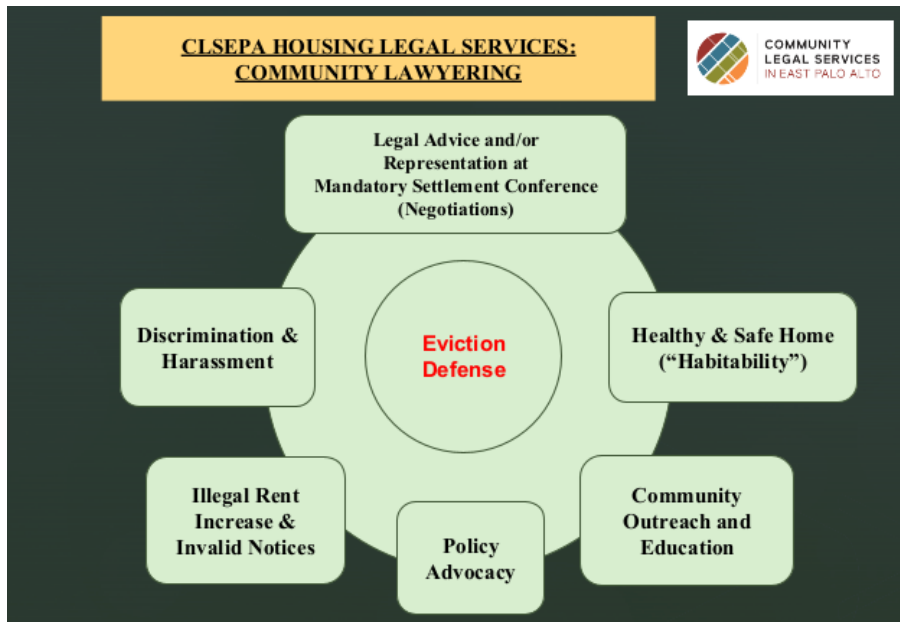 CLSEPA HOUSING LEGAL SERVICES:
COMMUNITY LAWYERING
COMMUNITY
LEGAL SERVICES
IN EAST PALO ALTO
Legal Advice and/or
Representation at
Mandatory Settlement Conference
(Negotiations)
Discrimination &
Harassment
Eviction
Defense
Healthy & Safe Home
(“Habitability”)
Illegal Rent
Increase &
Invalid Notices
Policy
Advocacy
Community
Outreach and
Education